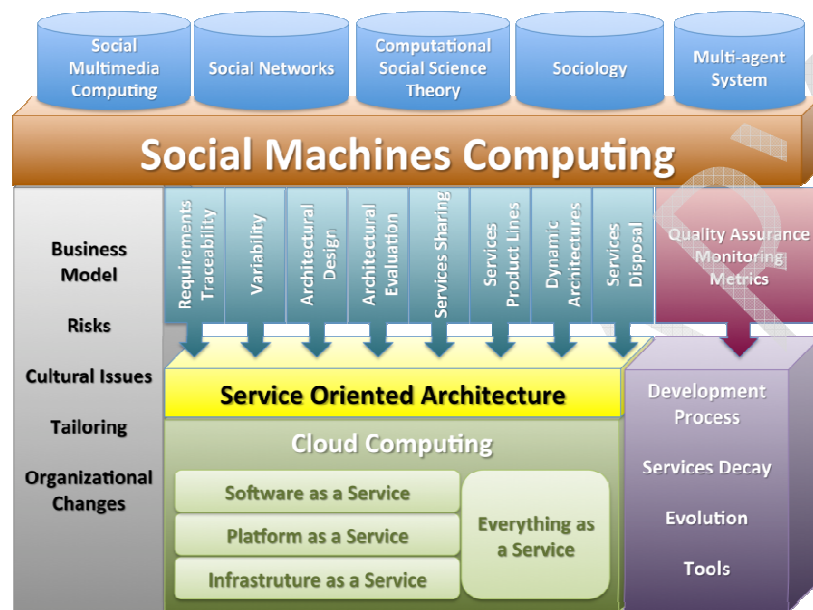 Social
Multimedia
Computing
Social Networks
Computational
Social Science
Theory
Sociology
Multi-agent
System
Social Machines Computing
Business
Model
Risks
Cultural Issues
Tailoring
Organizational
Changes
Requirements
Traceability
Variability
Architectural
Design
Architectural
Evaluation
Services Sharing
Services
Product Lines
Dynamic
Architectures
Services
Disposal
Quality Assurance
Monitoring
Metrics
Service Oriented Architecture
Cloud Computing
Software as a Service
Platform as a Service
Infrastruture as a Service
Everything as
a Service
Development
Process
Services Decay
Evolution
Tools